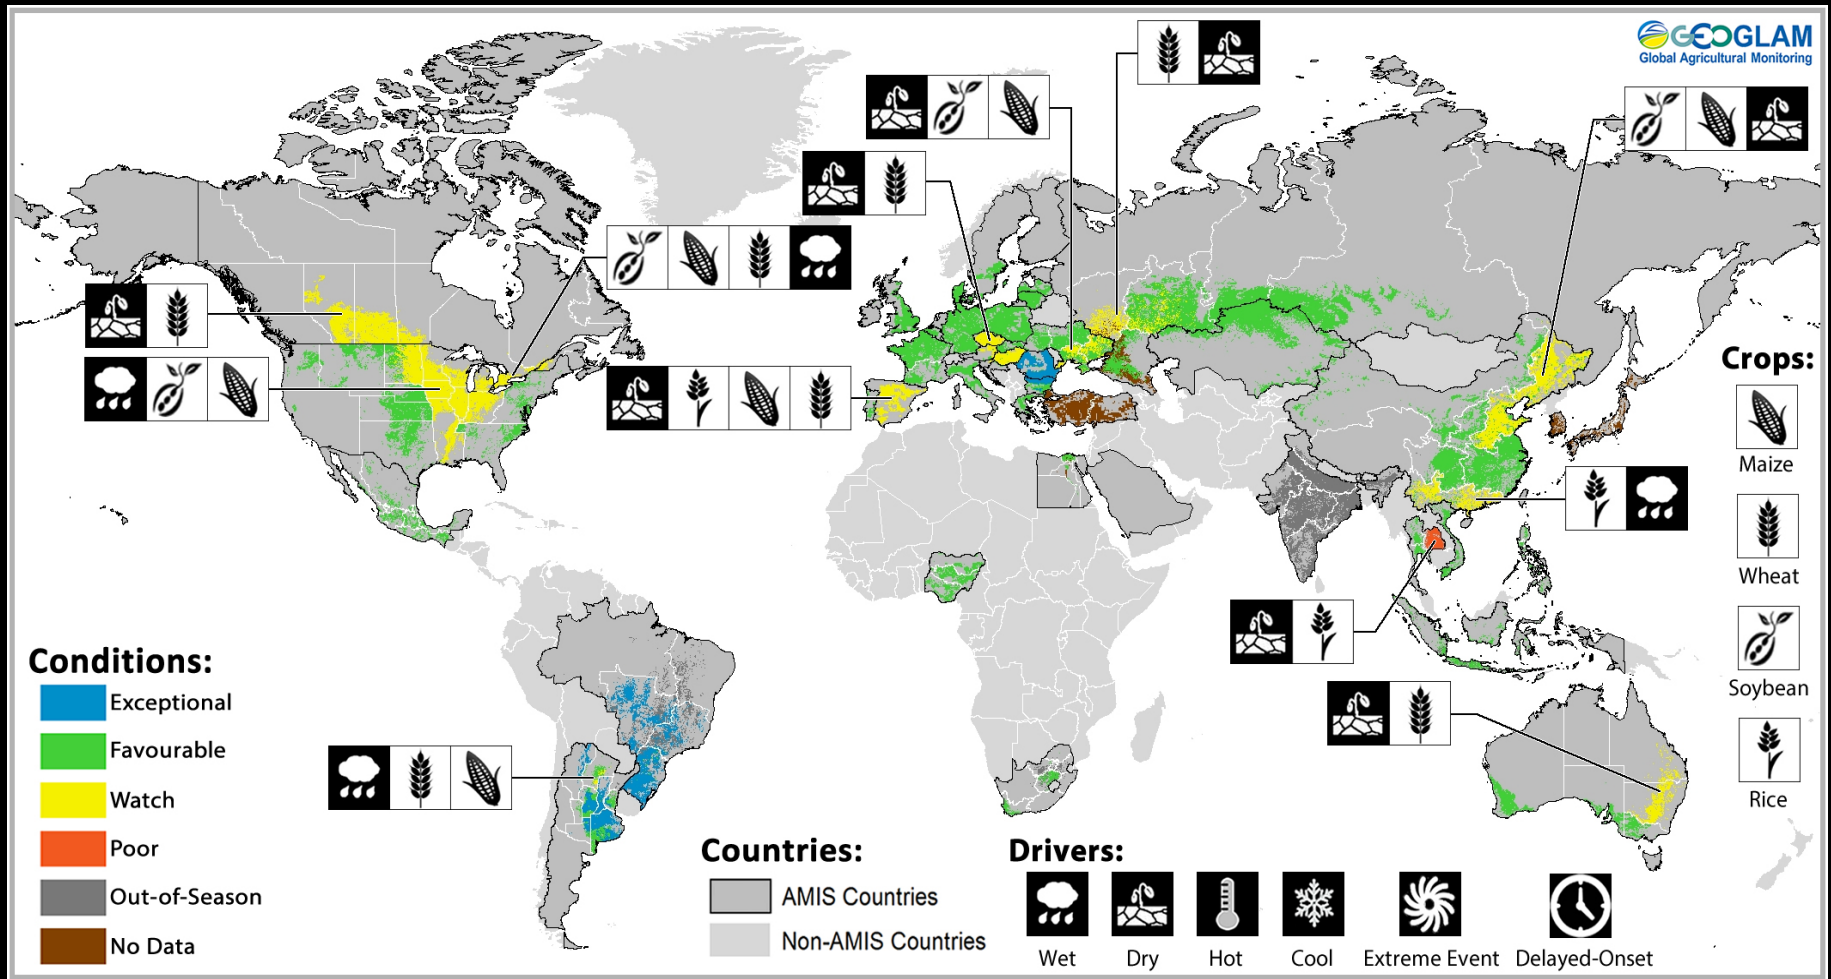 GEOGLAM
Global Agricultural Monitoring
Crops:
Maize
Wheat
Soybean
Rice
Conditions:
Exceptional
Favourable
Watch
Poor
Out-of-Season
No Data
Countries:
AMIS Countries
Non-AMIS Countries
Drivers:
Wet
Dry
Hot
Cool
Extreme Event
Delayed-Onset